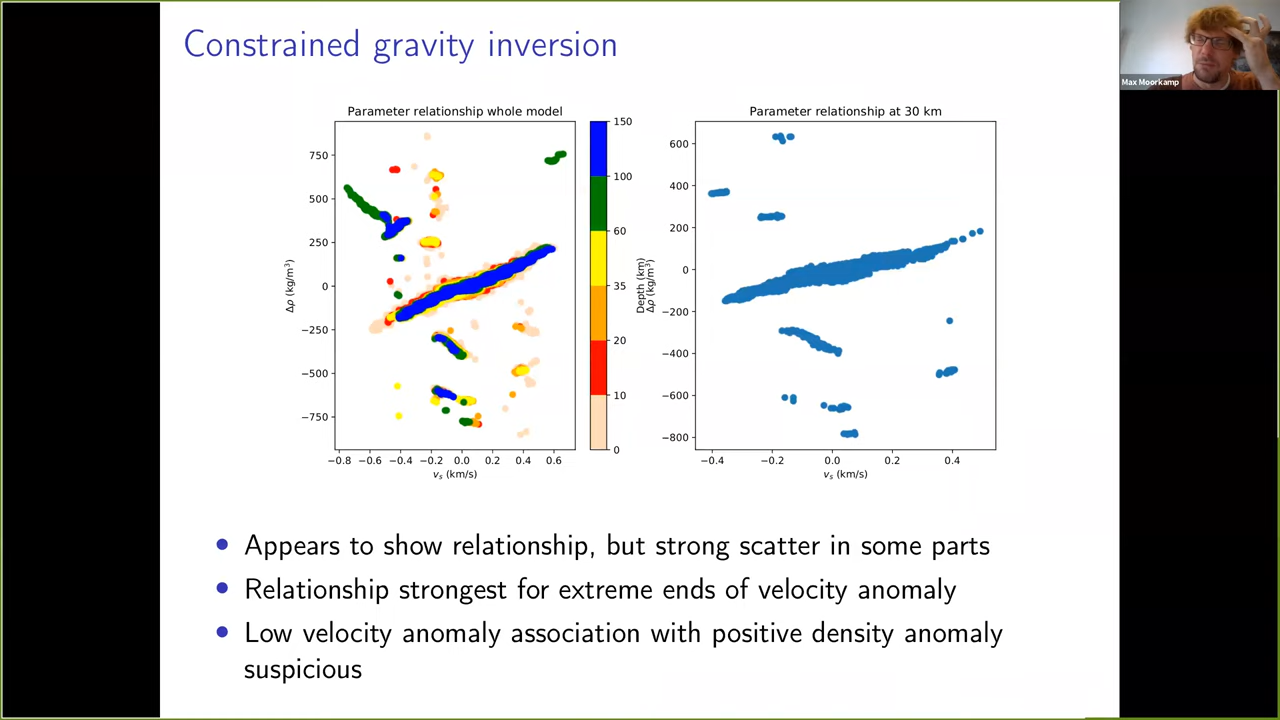 Constrained gravity inversion
Max Moorkamp
Parameter relationship whole model
750
500
250
0
−250
−500
−750
Δρ (kg/m³)
−0.8 −0.6 −0.4 −0.2 0.0 0.2 0.4 0.6
vₛ (km/s)
150
100
60
35
20
10
0
Depth (km)
Parameter relationship at 30 km
600
400
200
0
−200
−400
−600
−800
Δρ (kg/m³)
−0.4 −0.2 0.0 0.2 0.4
vₛ (km/s)
• Appears to show relationship, but strong scatter in some parts
• Relationship strongest for extreme ends of velocity anomaly
• Low velocity anomaly association with positive density anomaly
suspicious